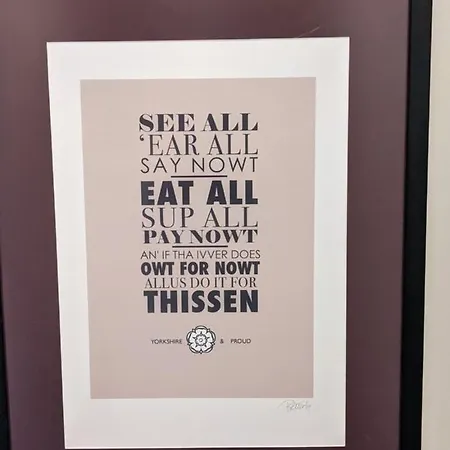 SEE ALL
'EAR ALL
SAY NOWT
EAT ALL
SUP ALL
PAY NOWT
AN' IF THA IVVER DOES
OWT FOR NOWT
ALLUS DO IT FOR
THISSEN
YORKSHIRE & PROUD